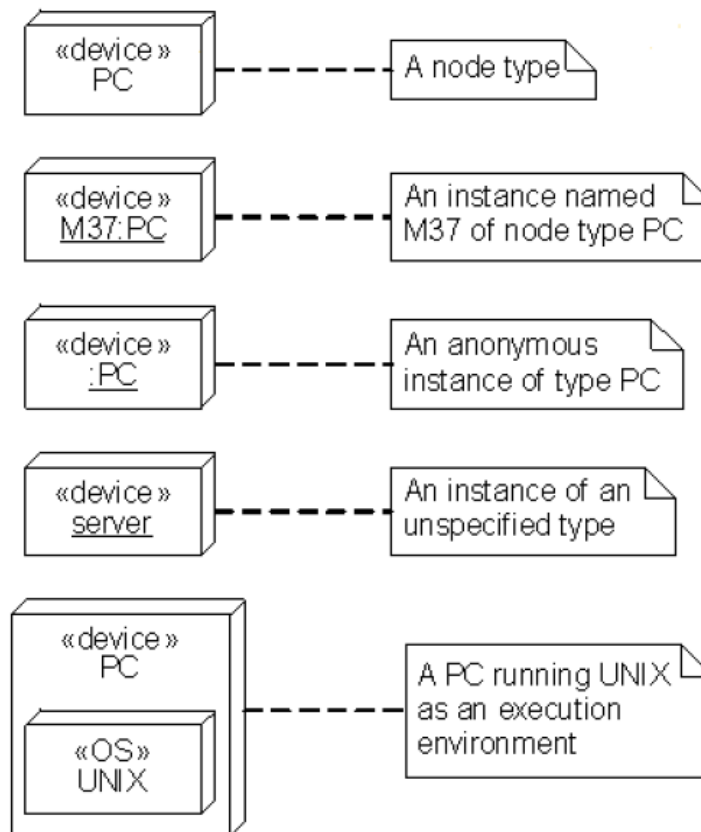 «device»
PC
A node type
«device»
M37:PC
An instance named
M37 of node type PC
«device»
:PC
An anonymous
instance of type PC
«device»
server
An instance of an
unspecified type
«device»
PC
«OS»
UNIX
A PC running UNIX
as an execution
environment